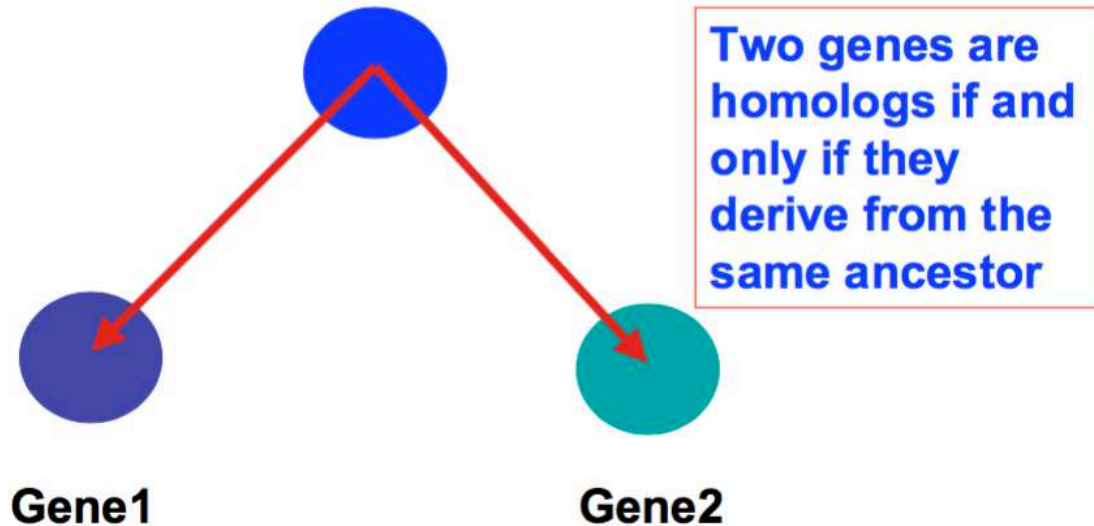 Two genes are
homologs if and
only if they
derive from the
same ancestor
Gene1
Gene2